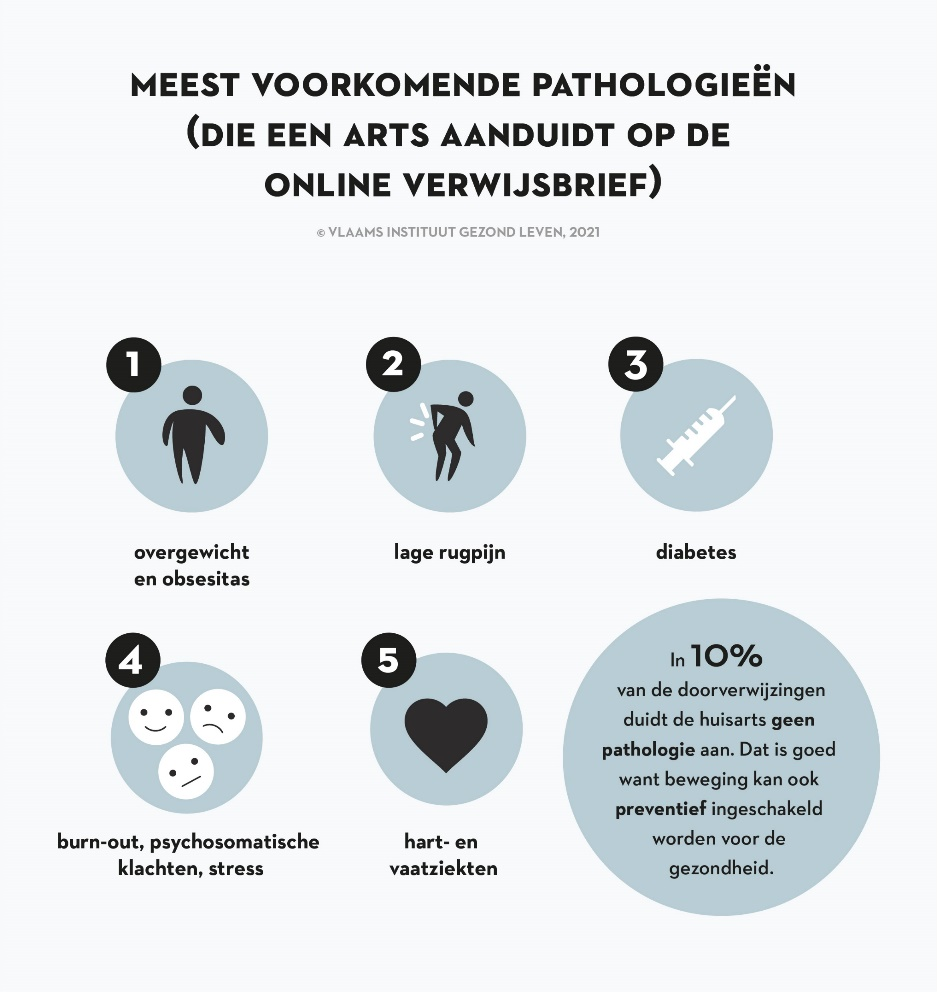 MEEST VOORKOMENDE PATHOLOGIEËN
(DIE EEN ARTS AANDUIDT OP DE
ONLINE VERWIJSBRIEF)
© VLAAMS INSTITUUT GEZOND LEVEN, 2021
1
overgewicht
en obsesitas
2
lage rugpijn
3
diabetes
4
burn-out, psychosomatische
klachten, stress
5
hart- en
vaatziekten
In 10%
van de doorverwijzingen
duidt de huisarts geen
pathologie aan. Dat is goed
want beweging kan ook
preventief ingeschakeld
worden voor de
gezondheid.